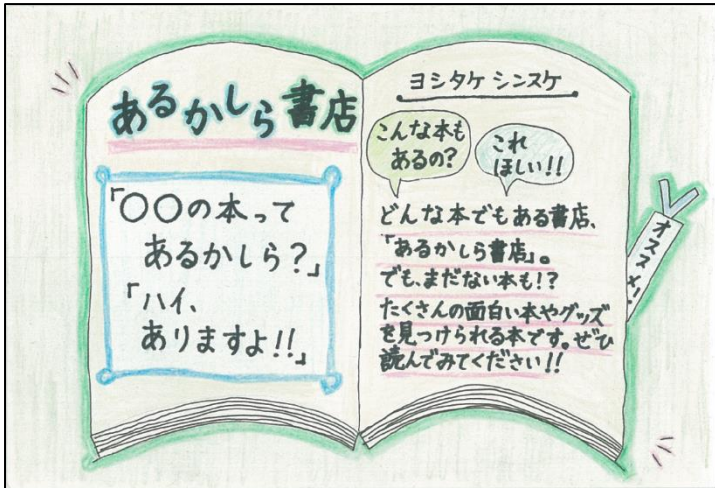 あるかしら書店
「〇〇の本って
あるかしら?」
「ハイ、
ありますよ!!」
ヨシタケ シンスケ
こんな本も
あるの?
これ
ほしい!!
どんな本でもある書店、
「あるかしら書店」。
でも、まだない本も!?
たくさんの面白い本やグッズ
を見つけられる本です。ぜひ
読んでみてください!!
オススメ!